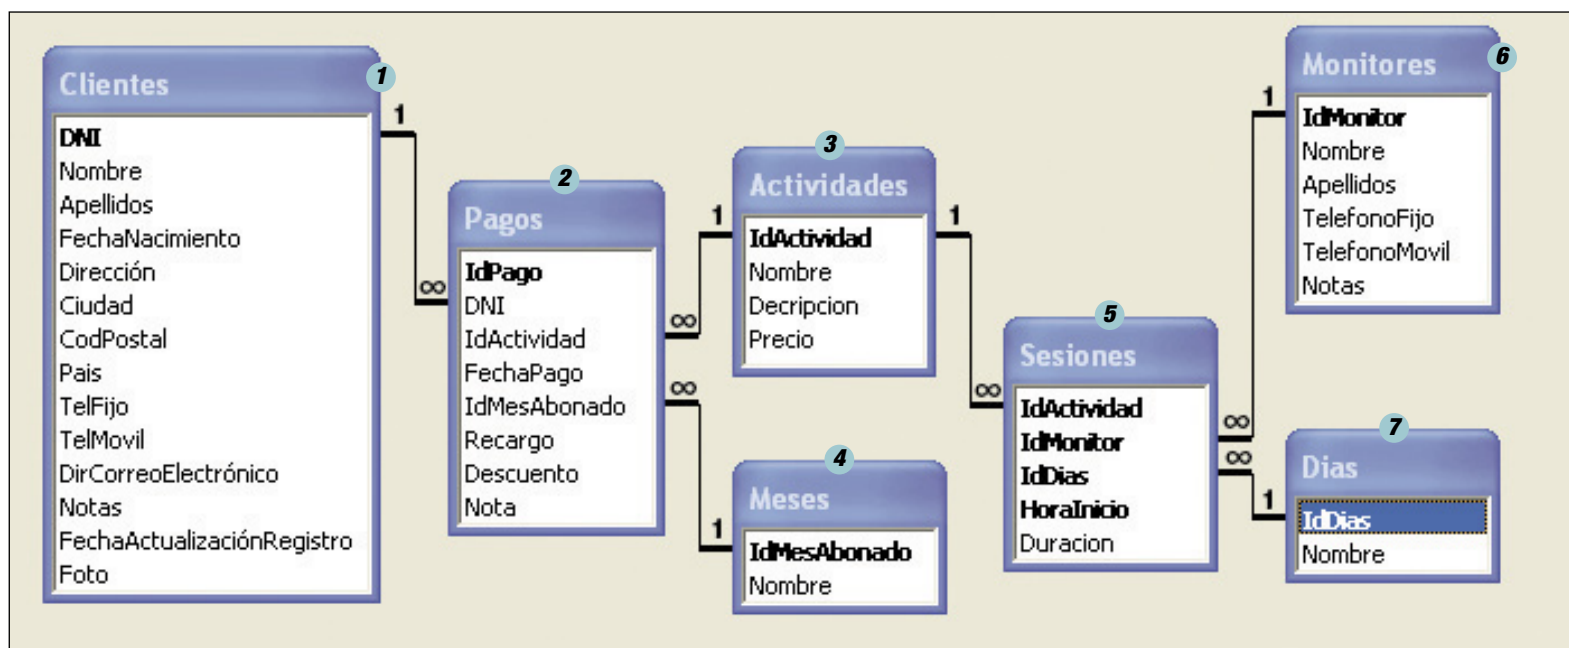 Clientes
1
DNI
Nombre
Apellidos
FechaNacimiento
Dirección
Ciudad
CodPostal
Pais
TelFijo
TelMovil
DirCorreoElectrónico
Notas
FechaActualizaciónRegistro
Foto
1
∞
2
Pagos
IdPago
DNI
IdActividad
FechaPago
IdMesAbonado
Recargo
Descuento
Nota
∞
1
∞
1
3
Actividades
IdActividad
Nombre
Decripcion
Precio
4
Meses
IdMesAbonado
Nombre
1
∞
5
Sesiones
IdActividad
IdMonitor
IdDias
HoraInicio
Duracion
∞
1
∞
1
6
Monitores
IdMonitor
Nombre
Apellidos
TelefonoFijo
TelefonoMovil
Notas
7
Dias
IdDias
Nombre